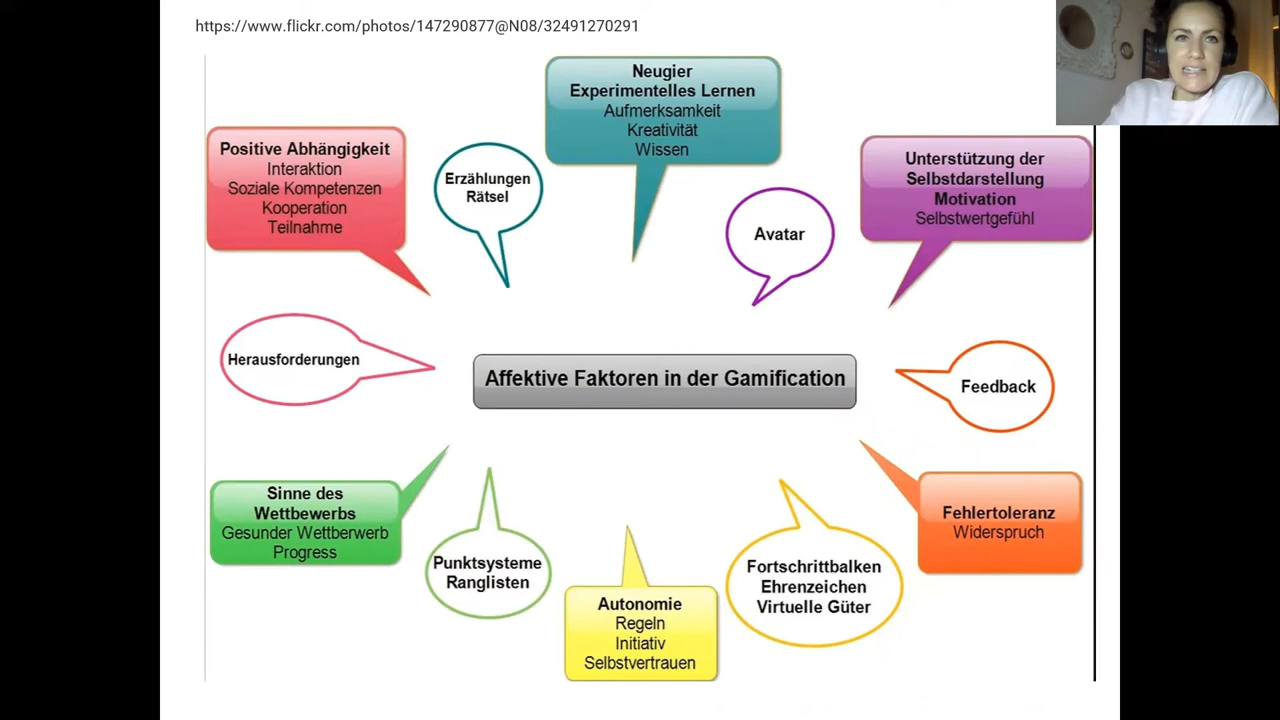 https://www.flickr.com/photos/147290877@N08/32491270291
Neugier
Experimentelles Lernen
Aufmerksamkeit
Kreativität
Wissen
Positive Abhängigkeit
Interaktion
Soziale Kompetenzen
Kooperation
Teilnahme
Erzählungen
Rätsel
Avatar
Unterstützung der
Selbstdarstellung
Motivation
Selbstwertgefühl
Herausforderungen
Affektive Faktoren in der Gamification
Feedback
Sinne des
Wettbewerbs
Gesunder Wettberwerb
Progress
Punktsysteme
Ranglisten
Autonomie
Regeln
Initiativ
Selbstvertrauen
Fortschrittbalken
Ehrenzeichen
Virtuelle Güter
Fehlertoleranz
Widerspruch